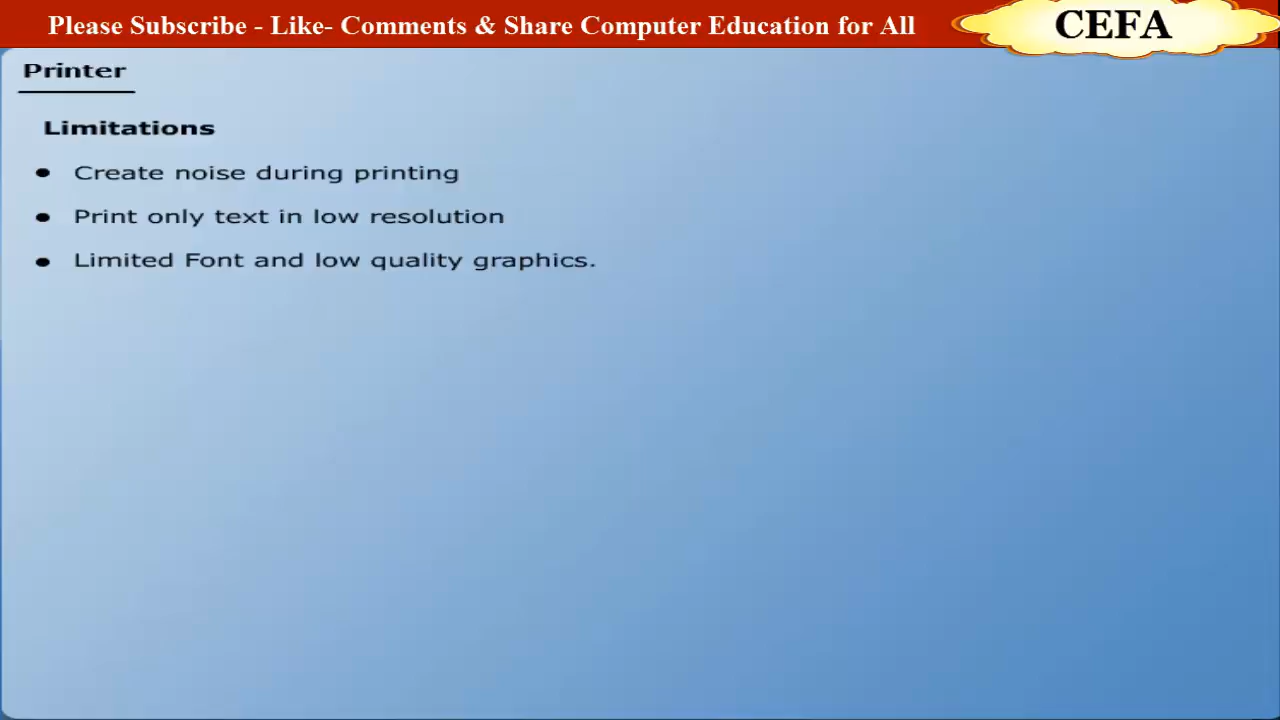 Please Subscribe - Like- Comments & Share Computer Education for All
CEFA
Printer
Limitations
• Create noise during printing
• Print only text in low resolution
• Limited Font and low quality graphics.